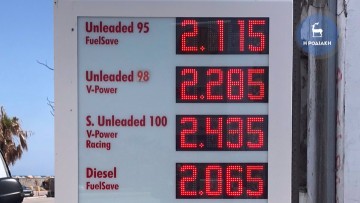 Unleaded 95
FuelSave
2.115
Unleaded 98
V-Power
2.285
S. Unleaded 100
V-Power
Racing
2.435
Diesel
FuelSave
2.065
Η ΡΟΔΙΑΚΗ